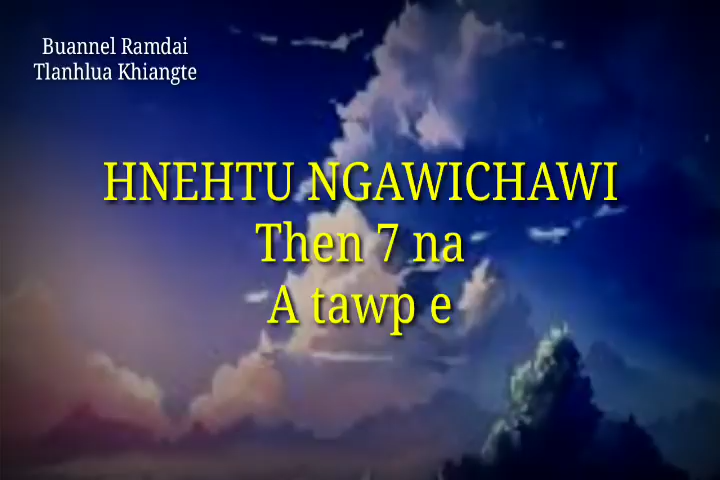 Buannel Ramdai
Tlanhlua Khiangte
HNEHTU NGAWICHAWI
Then 7 na
A tawp e